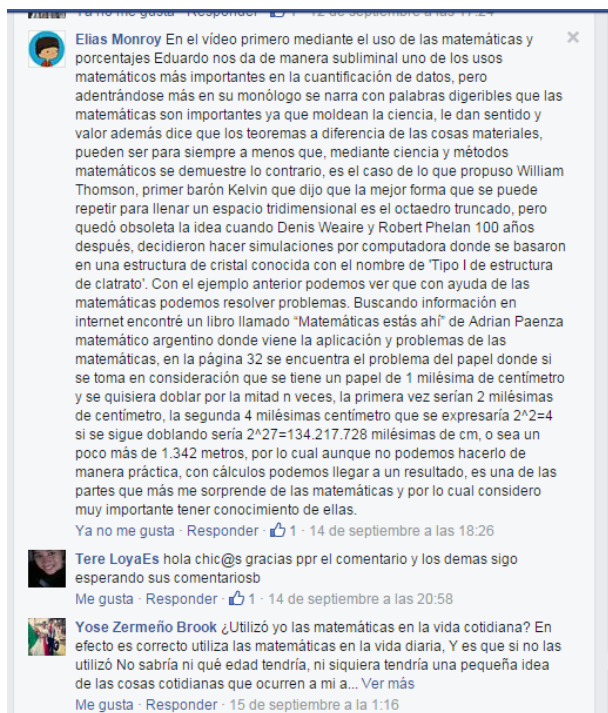 Ya no me gusta · Responder · 1 · 12 de septiembre a las 17:24
Elias Monroy En el vídeo primero mediante el uso de las matemáticas y
porcentajes Eduardo nos da de manera subliminal uno de los usos
matemáticos más importantes en la cuantificación de datos, pero
adentrándose más en su monólogo se narra con palabras digeribles que las
matemáticas son importantes ya que moldean la ciencia, le dan sentido y
valor además dice que los teoremas a diferencia de las cosas materiales,
pueden ser para siempre a menos que, mediante ciencia y métodos
matemáticos se demuestre lo contrario, es el caso de lo que propuso William
Thomson, primer barón Kelvin que dijo que la mejor forma que se puede
repetir para llenar un espacio tridimensional es el octaedro truncado, pero
quedó obsoleta la idea cuando Denis Weaire y Robert Phelan 100 años
después, decidieron hacer simulaciones por computadora donde se basaron
en una estructura de cristal conocida con el nombre de 'Tipo I de estructura
de clatrato'. Con el ejemplo anterior podemos ver que con ayuda de las
matemáticas podemos resolver problemas. Buscando información en
internet encontré un libro llamado “Matemáticas estás ahí” de Adrian Paenza
matemático argentino donde viene la aplicación y problemas de las
matemáticas, en la página 32 se encuentra el problema del papel donde si
se toma en consideración que se tiene un papel de 1 milésima de centímetro
y se quisiera doblar por la mitad n veces, la primera vez serían 2 milésimas
de centímetro, la segunda 4 milésimas centímetro que se expresaría 2^2=4
si se sigue doblando sería 2^27=134.217.728 milésimas de cm, o sea un
poco más de 1.342 metros, por lo cual aunque no podemos hacerlo de
manera práctica, con cálculos podemos llegar a un resultado, es una de las
partes que más me sorprende de las matemáticas y por lo cual considero
muy importante tener conocimiento de ellas.
Ya no me gusta · Responder · 1 · 14 de septiembre a las 18:26
Tere LoyaEs hola chic@s gracias ppr el comentario y los demas sigo
esperando sus comentariosb
Me gusta · Responder · 1 · 14 de septiembre a las 20:58
Yose Zermeño Brook ¿Utilizó yo las matemáticas en la vida cotidiana? En
efecto es correcto utiliza las matemáticas en la vida diaria, Y es que si no las
utilizó No sabría ni qué edad tendría, ni siquiera tendría una pequeña idea
de las cosas cotidianas que ocurren a mi a... Ver más
Me gusta · Responder · 15 de septiembre a la 1:16